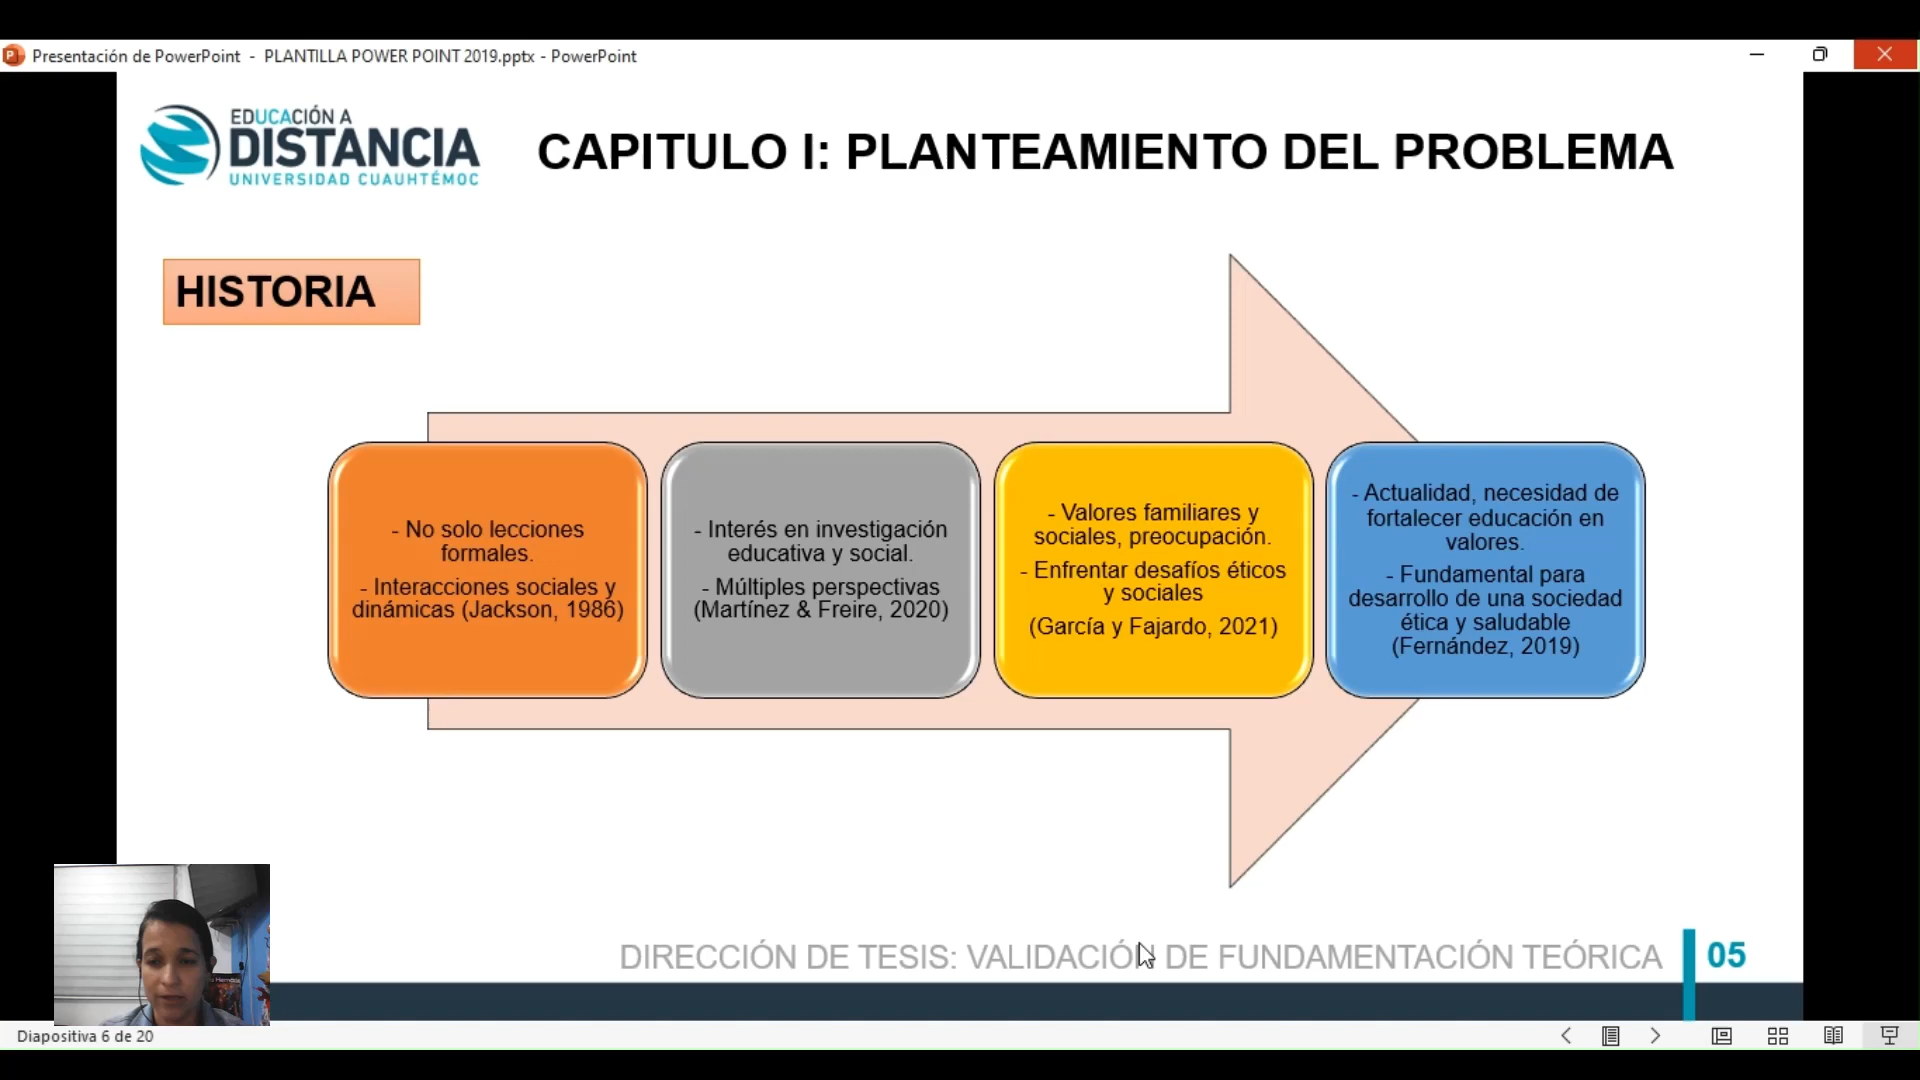 Presentación de PowerPoint - PLANTILLA POWER POINT 2019.pptx - PowerPoint
EDUCACIÓN A
DISTANCIA
UNIVERSIDAD CUAUHTÉMOC
CAPITULO I: PLANTEAMIENTO DEL PROBLEMA
HISTORIA
- No solo lecciones
formales.
- Interacciones sociales y
dinámicas (Jackson, 1986)
- Interés en investigación
educativa y social.
- Múltiples perspectivas
(Martínez & Freire, 2020)
- Valores familiares y
sociales, preocupación.
- Enfrentar desafíos éticos
y sociales
(García y Fajardo, 2021)
- Actualidad, necesidad de
fortalecer educación en
valores.
- Fundamental para
desarrollo de una sociedad
ética y saludable
(Fernández, 2019)
DIRECCIÓN DE TESIS: VALIDACIÓN DE FUNDAMENTACIÓN TEÓRICA
05
Diapositiva 6 de 20